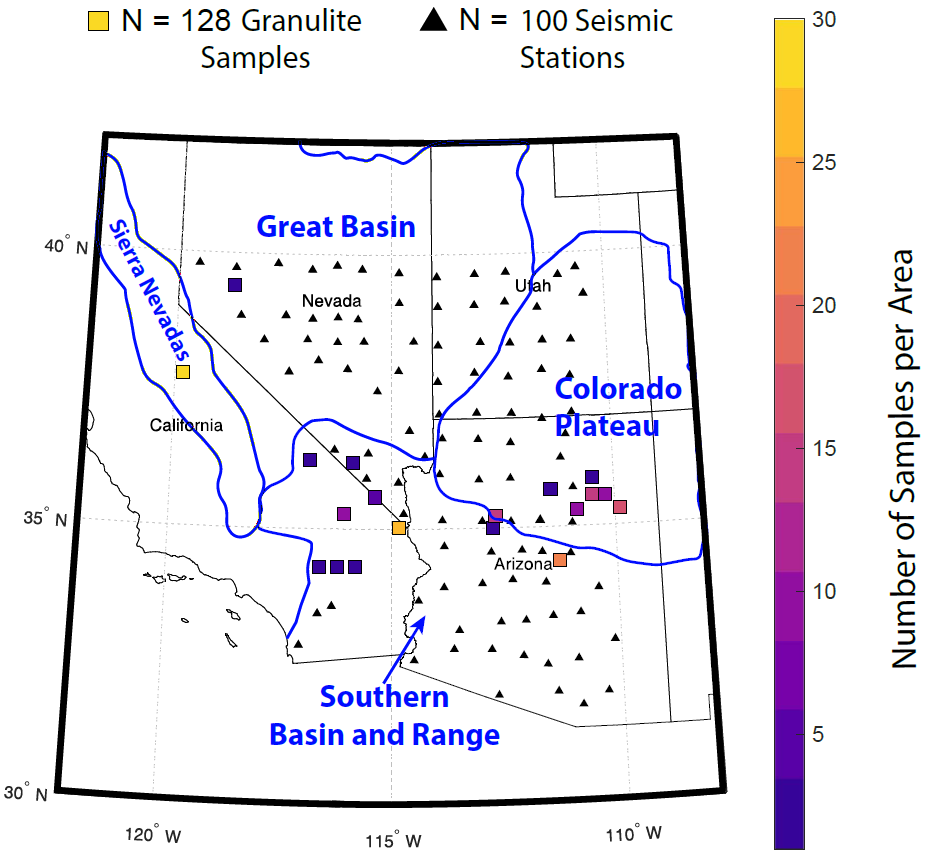 N = 128 Granulite
Samples
N = 100 Seismic
Stations
30
25
20
15
10
5
Number of Samples per Area
40° N
35° N
30° N
120° W
115° W
110° W
Sierra Nevadas
Great Basin
Nevada
Utah
California
Colorado
Plateau
Arizona
Southern
Basin and Range